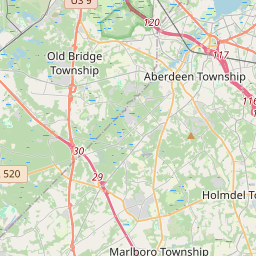 US 9
120
117
Old Bridge
Township
Aberdeen Township
116
30
520
29
Holmdel To
Marlboro Township